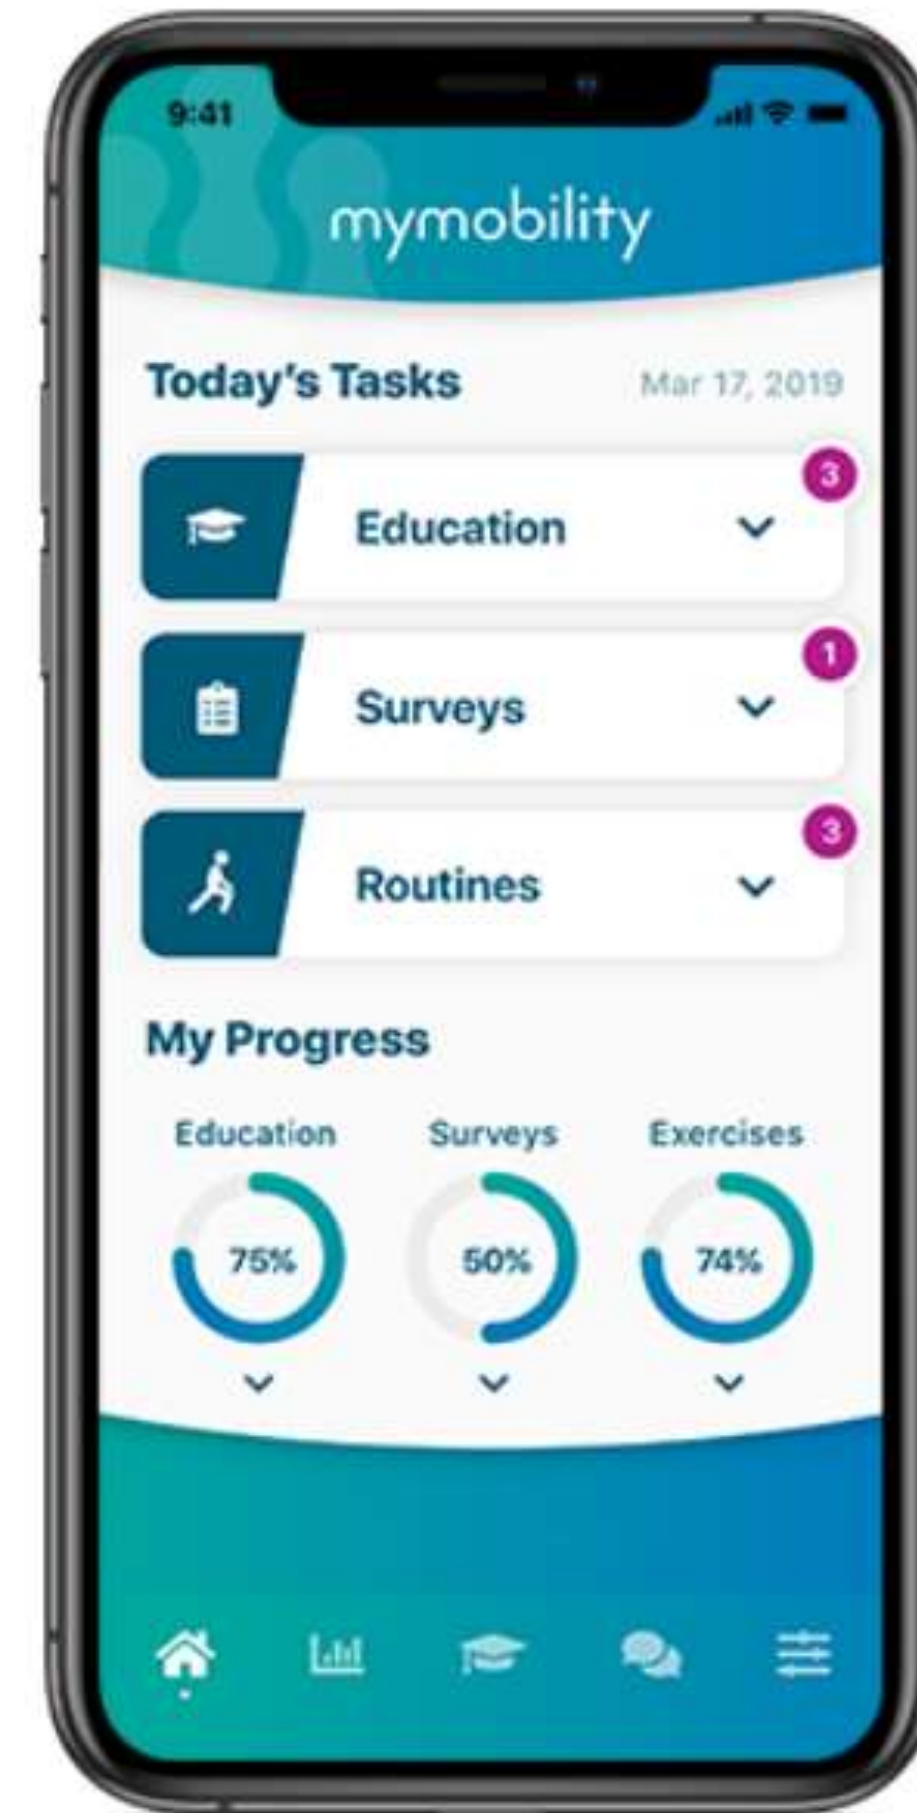 9:41
mymobility
Today's Tasks Mar 17, 2019
3
Education
1
Surveys
3
Routines
My Progress
Education Surveys Exercises
75% 50% 74%